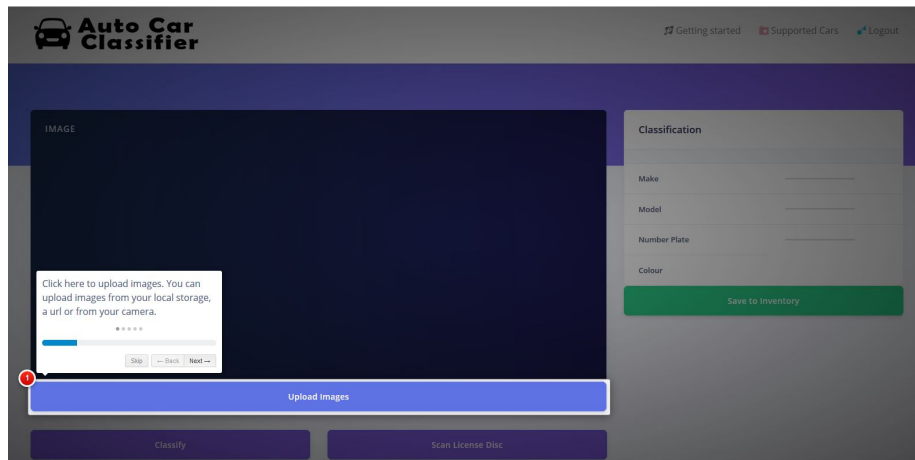 Auto Car
Classifier
Getting started
Supported Cars
Logout
IMAGE
Classification
Make
Model
Number Plate
Colour
Save to Inventory
Click here to upload images. You can
upload images from your local storage,
a url or from your camera.
Skip
← Back
Next →
1
Upload Images
Classify
Scan License Disc